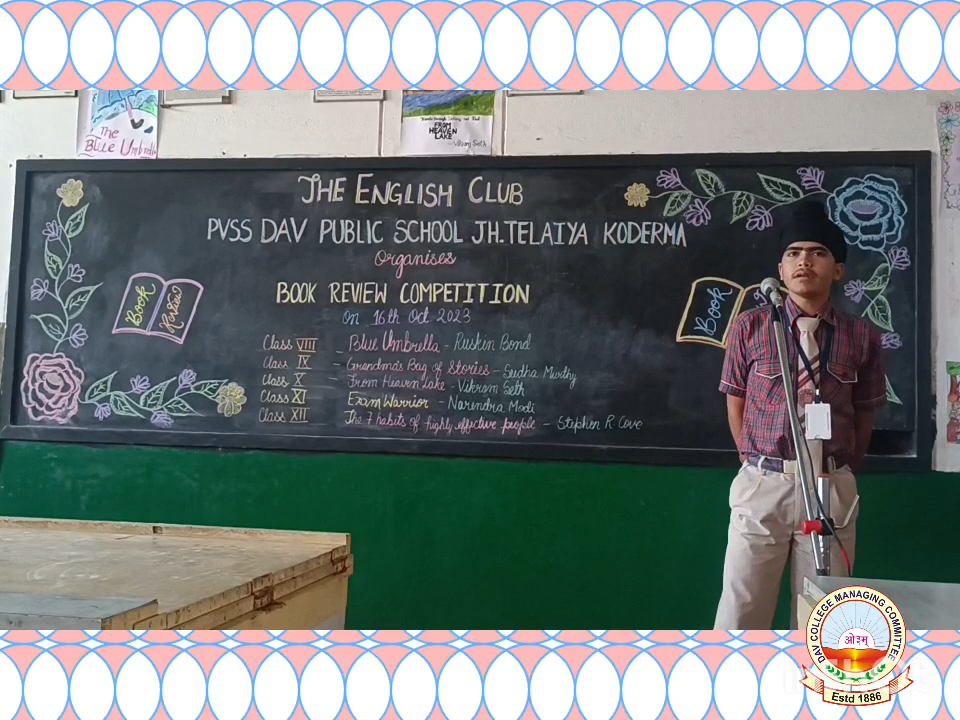 The Blue Umbrella
FROM HEAVEN LAKE
Vikram Seth
THE ENGLISH CLUB
PVSS DAV PUBLIC SCHOOL JH.TELAIYA KODERMA
Organises
BOOK REVIEW COMPETITION
On 16th Oct 2023
Book Review
Book
Class VIII – Blue Umbrella – Ruskin Bond
Class IX – Grandma's Bag of Stories – Sudha Murthy
Class X – From Heaven Lake – Vikram Seth
Class XI Exam Warrior – Narendra Modi
Class XII The 7 habits of highly effective people – Stephen R Cove
DAV COLLEGE MANAGING COMMITTEE
ओ३म्
Estd 1886